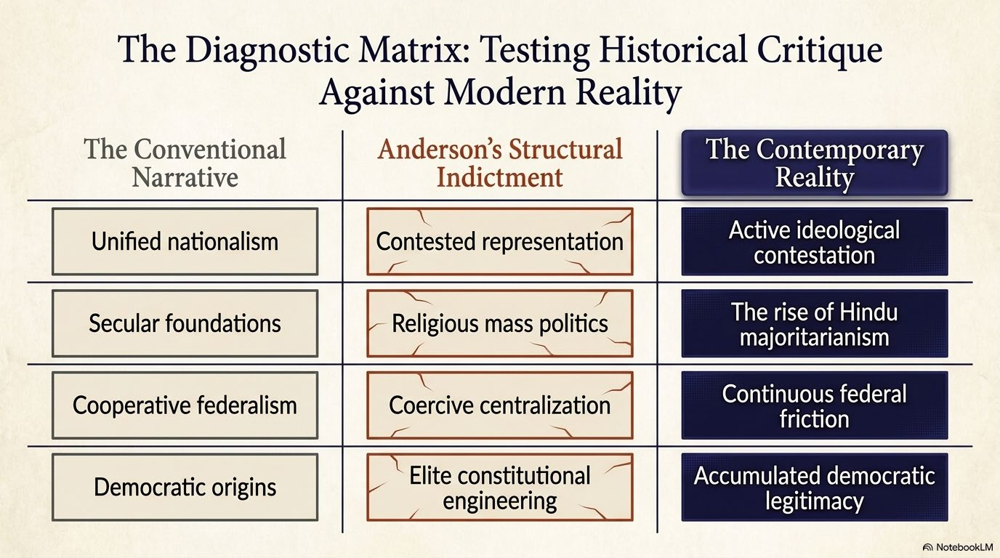 The Diagnostic Matrix: Testing Historical Critique
Against Modern Reality
The Conventional
Narrative
Anderson's Structural
Indictment
The Contemporary
Reality
Unified nationalism
Contested representation
Active ideological
contestation
Secular foundations
Religious mass politics
The rise of Hindu
majoritarianism
Cooperative federalism
Coercive centralization
Continuous federal
friction
Democratic origins
Elite constitutional
engineering
Accumulated democratic
legitimacy
NotebookLM